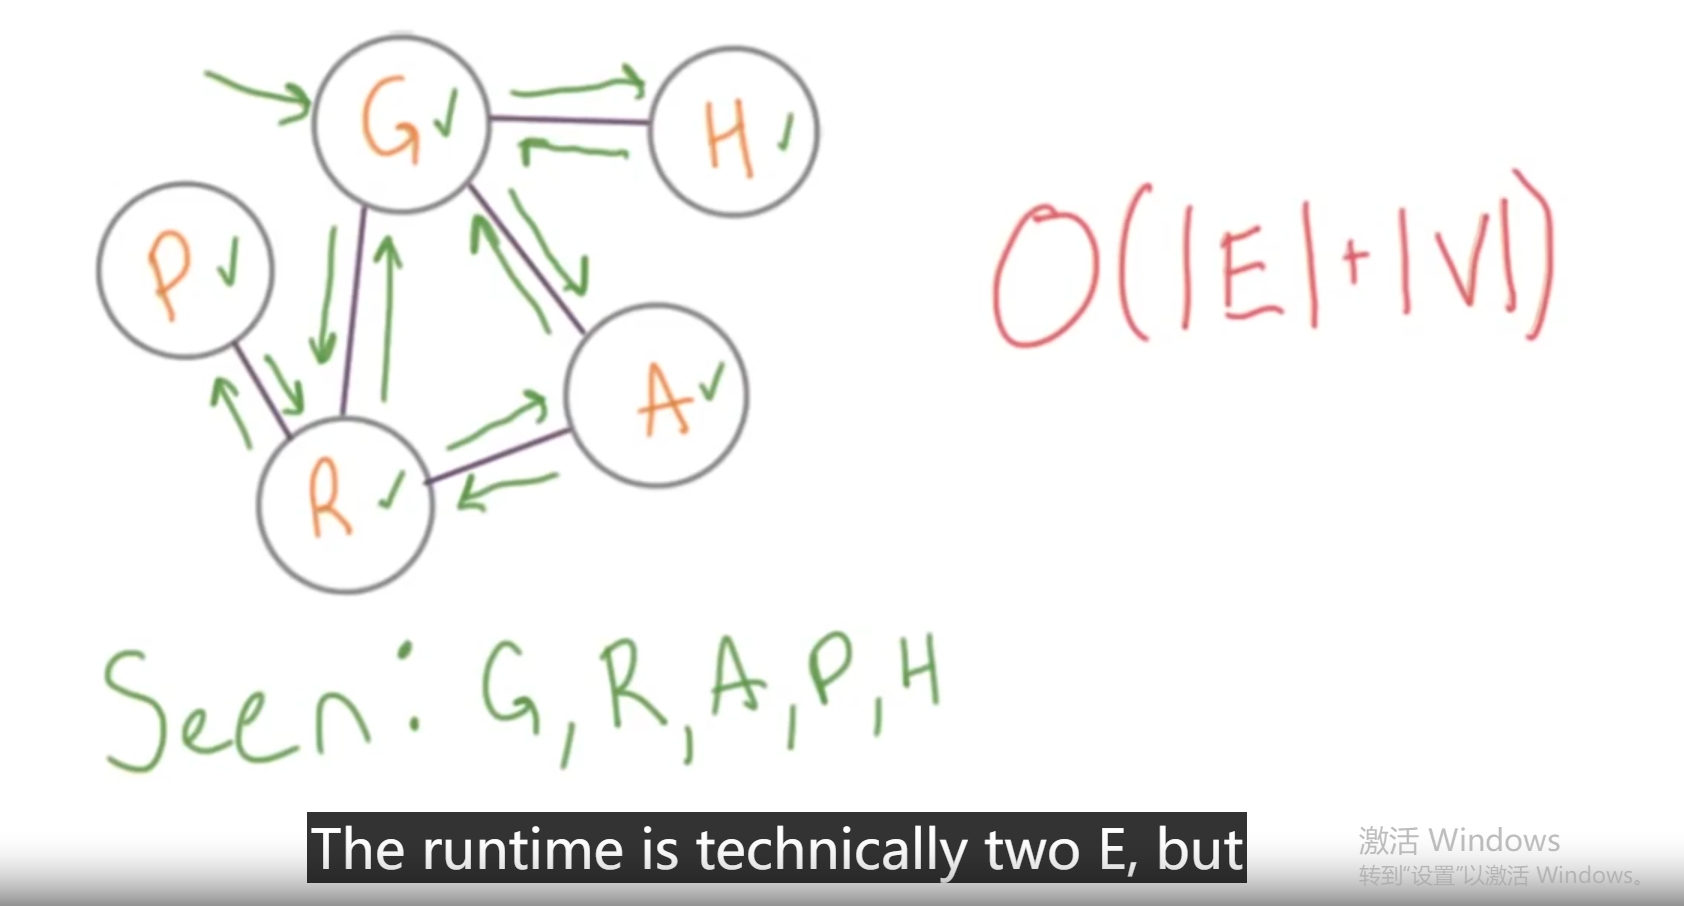 G H
P
A
R
O(|E|+|V|)
Seen: G, R, A, P, H
The runtime is technically two E, but
激活 Windows
转到“设置”以激活 Windows。